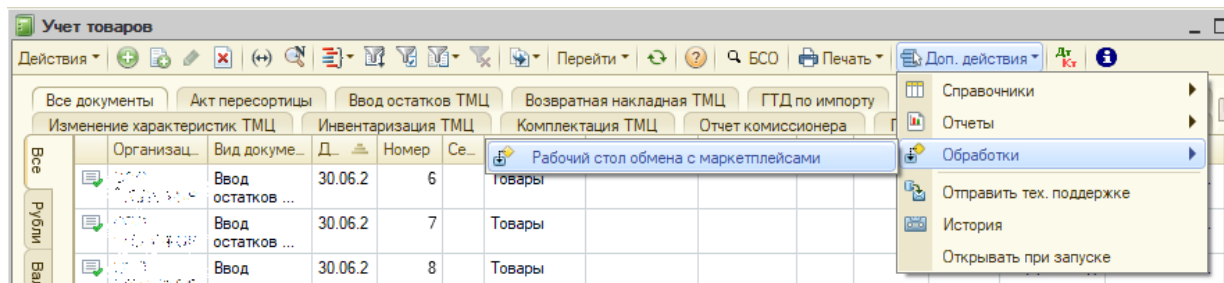 Учет товаров
Действия Перейти БСО Печать Доп. действия Дт Кт
Все документы Акт пересортицы Ввод остатков ТМЦ Возвратная накладная ТМЦ ГТД по импорту
Изменение характеристик ТМЦ Инвентаризация ТМЦ Комплектация ТМЦ Отчет комиссионера
Организац... Вид докуме... Д... Номер Се...
Все
Рубли
Ввод остатков ... 30.06.2 6 Товары
Ввод остатков ... 30.06.2 7 Товары
Ввод 30.06.2 8 Товары
Справочники
Отчеты
Обработки
Рабочий стол обмена с маркетплейсами
Отправить тех. поддержке
История
Открывать при запуске